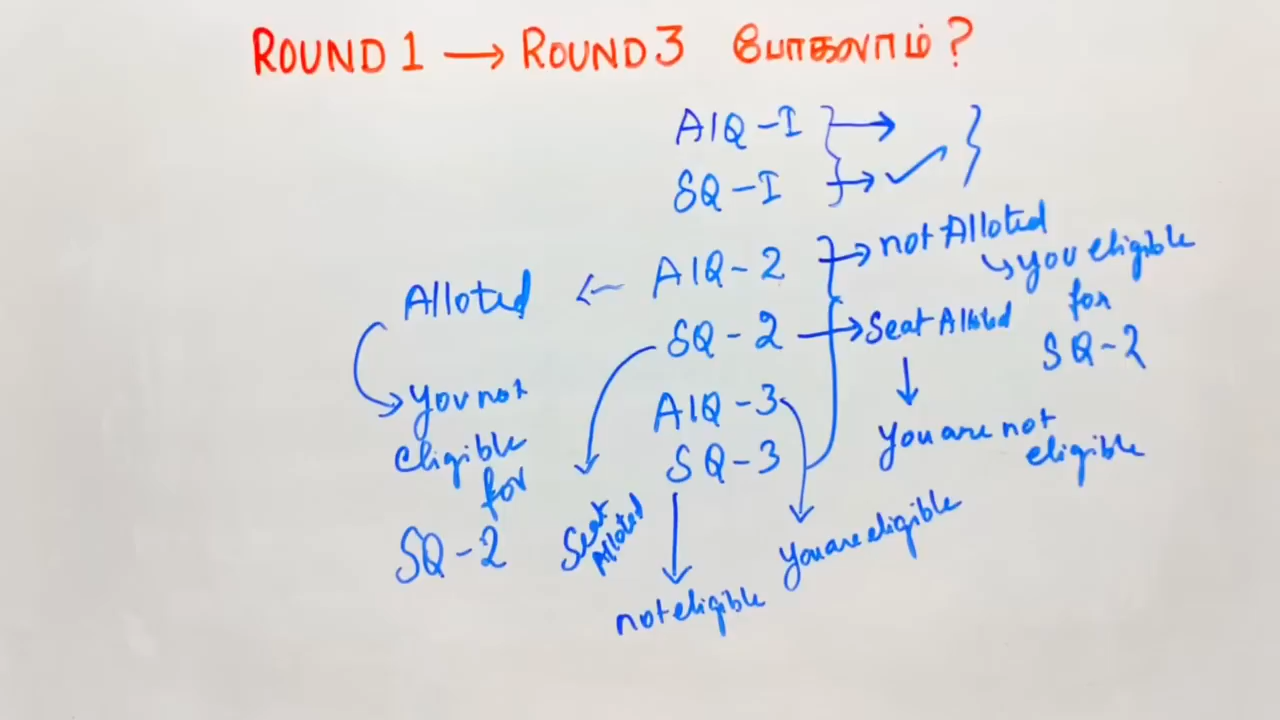 ROUND 1 → ROUND 3 போகலாம் ?
AIQ - I
SQ - I
AIQ - 2
not Alloted
you eligible
for
SQ - 2
Alloted
you not
eligible
for
SQ - 2
SQ - 2
Seat Alloted
you are not
eligible
Seat
Alloted
AIQ - 3
you are eligible
SQ - 3
not eligible